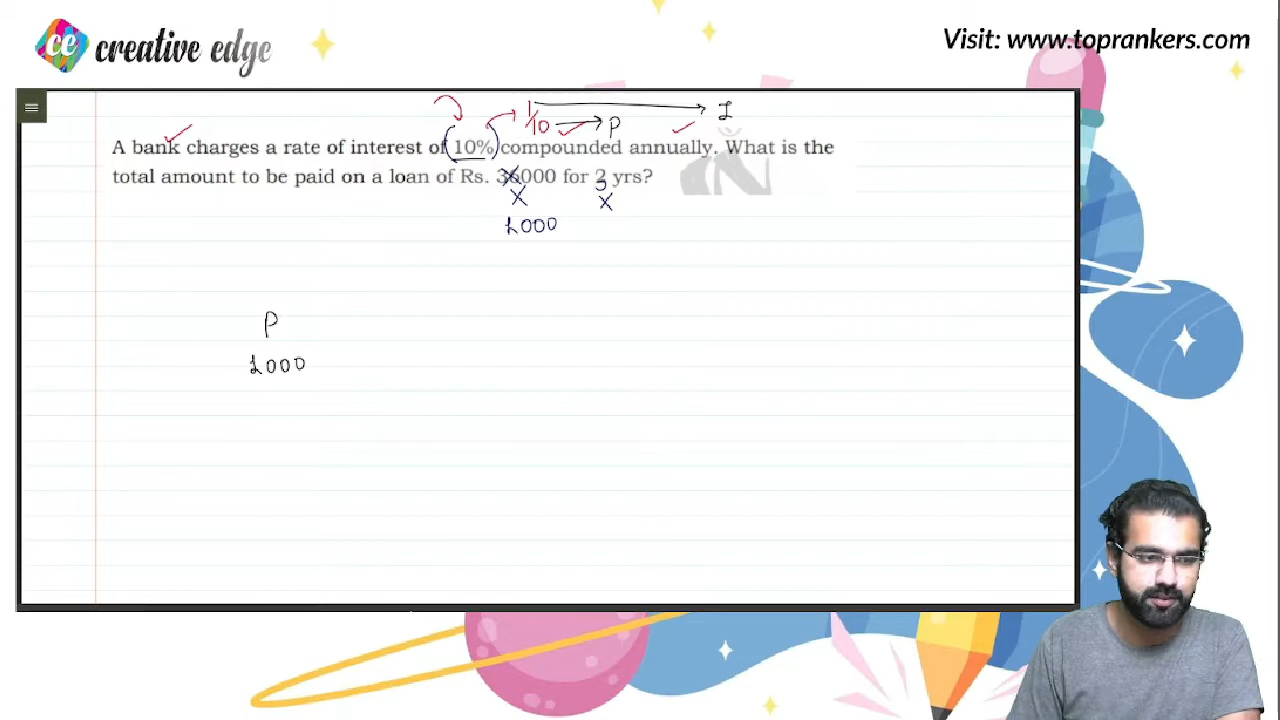 ce creative edge
Visit: www.toprankers.com
1/10 → P → I
A bank charges a rate of interest of (10%) compounded annually. What is the
total amount to be paid on a loan of Rs. 36000 for 3 yrs?
x x
1000
P
1000